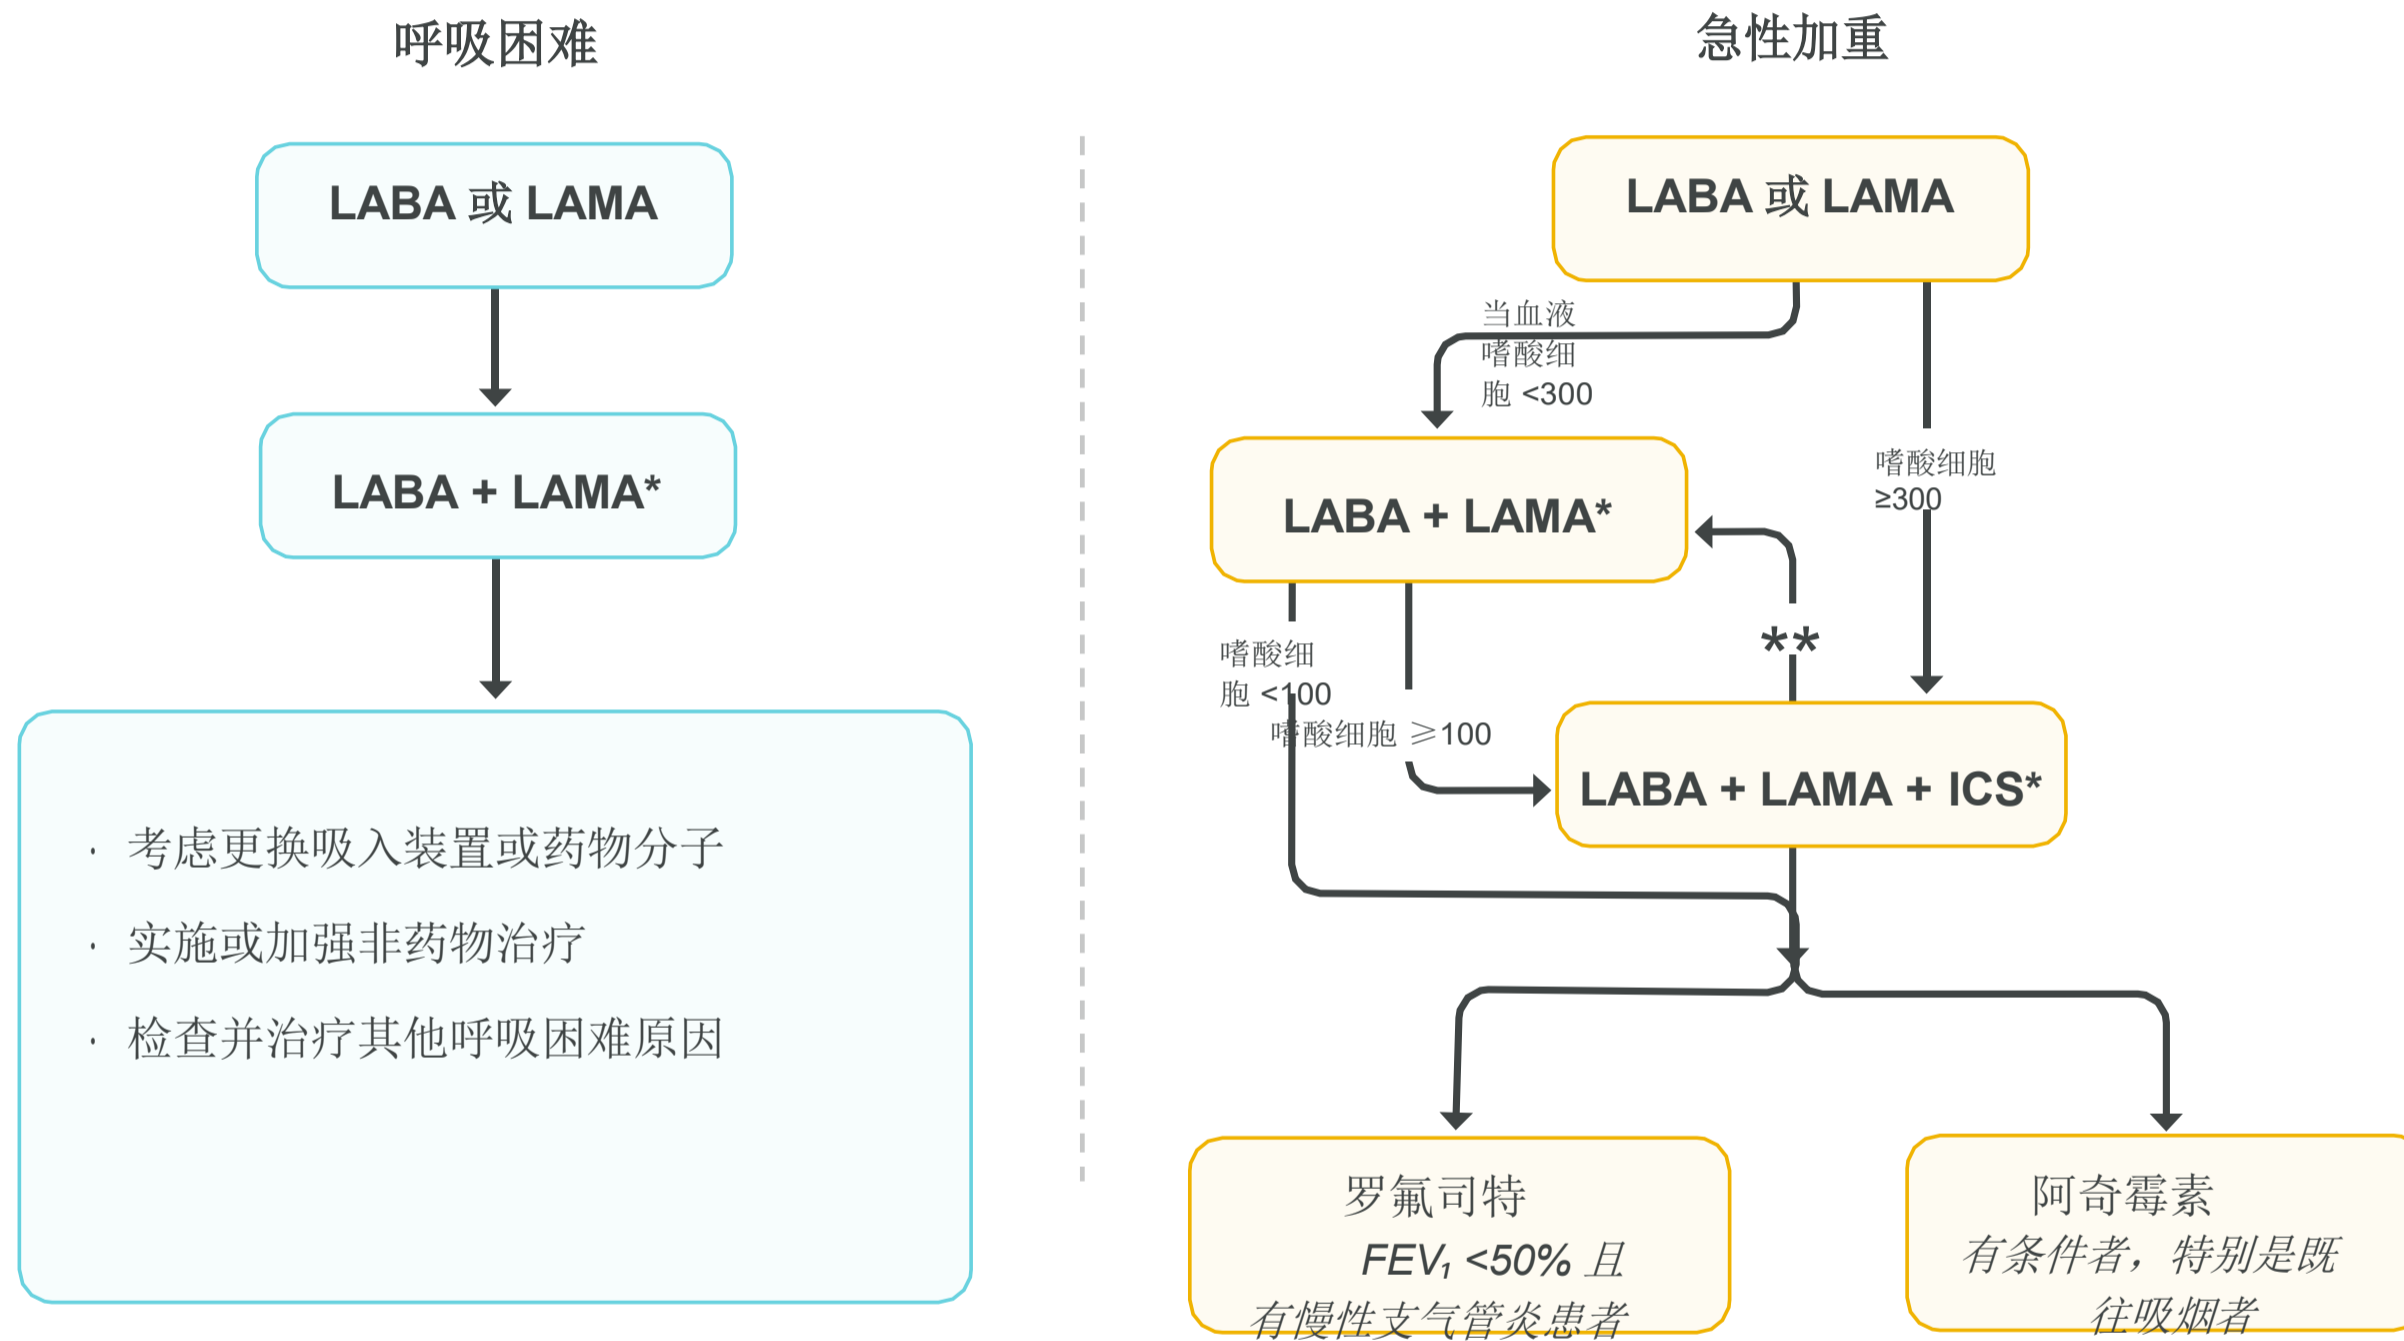 呼吸困难
LABA 或 LAMA
LABA + LAMA*
· 考虑更换吸入装置或药物分子
· 实施或加强非药物治疗
· 检查并治疗其他呼吸困难原因
急性加重
LABA 或 LAMA
当血液
嗜酸细
胞 <300
嗜酸细胞
≥300
LABA + LAMA*
**
嗜酸细
胞 <100
嗜酸细胞 ≥100
LABA + LAMA + ICS*
罗氟司特
FEV₁ <50% 且
有慢性支气管炎患者
阿奇霉素
有条件者，特别是既
往吸烟者